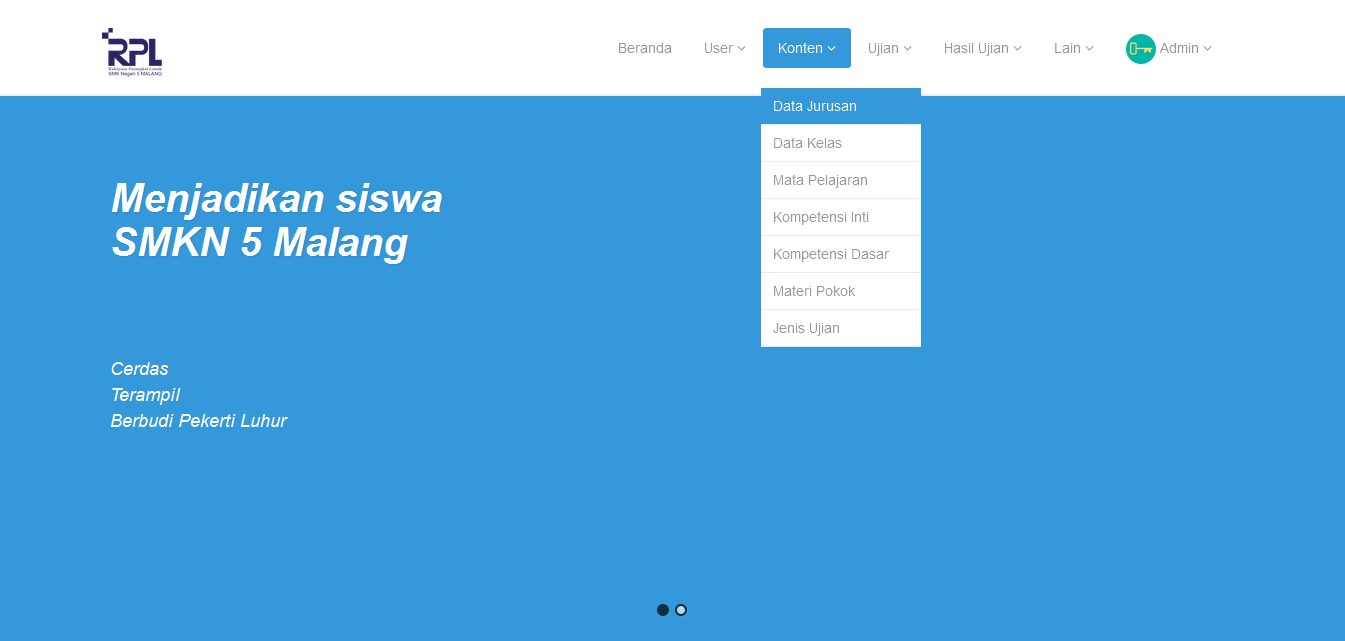 RPL
Rekayasa Perangkat Lunak
SMK Negeri 5 MALANG
Beranda
User
Konten
Ujian
Hasil Ujian
Lain
Admin
Data Jurusan
Data Kelas
Mata Pelajaran
Kompetensi Inti
Kompetensi Dasar
Materi Pokok
Jenis Ujian
Menjadikan siswa
SMKN 5 Malang
Cerdas
Terampil
Berbudi Pekerti Luhur